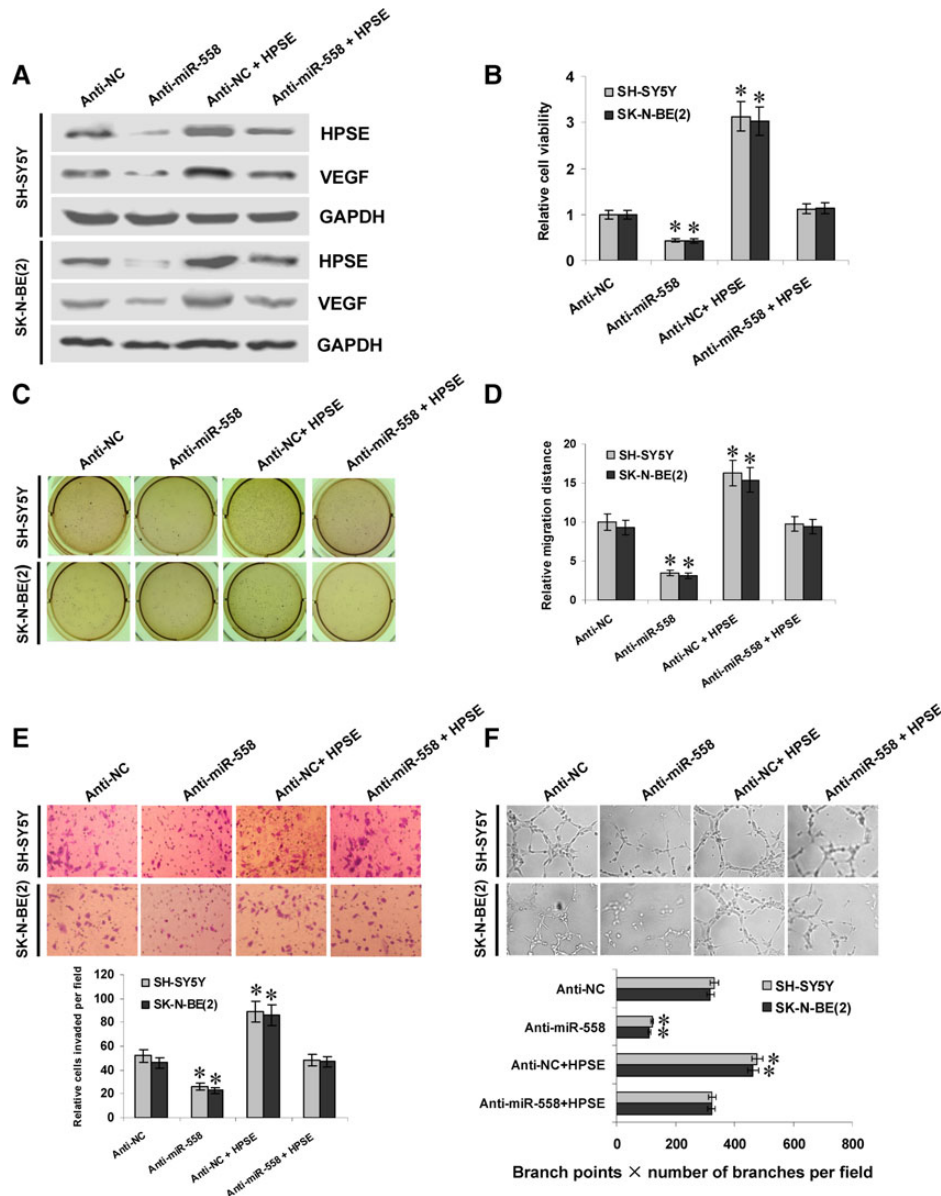 A
Anti-NC
Anti-miR-558
Anti-NC + HPSE
Anti-miR-558 + HPSE
SH-SY5Y
HPSE
VEGF
GAPDH
SK-N-BE(2)
HPSE
VEGF
GAPDH
B
Relative cell viability
4
3
2
1
0
SH-SY5Y
SK-N-BE(2)
* *
* *
Anti-NC
Anti-miR-558
Anti-NC+ HPSE
Anti-miR-558 + HPSE
C
Anti-NC
Anti-miR-558
Anti-NC+ HPSE
Anti-miR-558 + HPSE
SH-SY5Y
SK-N-BE(2)
D
Relative migration distance
20
15
10
5
0
SH-SY5Y
SK-N-BE(2)
* *
* *
Anti-NC
Anti-miR-558
Anti-NC + HPSE
Anti-miR-558 + HPSE
E
Anti-NC
Anti-miR-558
Anti-NC+ HPSE
Anti-miR-558 + HPSE
SH-SY5Y
SK-N-BE(2)
Relative cells invaded per field
120
100
80
60
40
20
0
SH-SY5Y
SK-N-BE(2)
* *
* *
Anti-NC
Anti-miR-558
Anti-NC + HPSE
Anti-miR-558 + HPSE
F
Anti-NC
Anti-miR-558
Anti-NC+ HPSE
Anti-miR-558 + HPSE
SH-SY5Y
SK-N-BE(2)
Anti-NC
Anti-miR-558
Anti-NC+HPSE
Anti-miR-558+HPSE
SH-SY5Y
SK-N-BE(2)
*
*
*
*
0 200 400 600 800
Branch points × number of branches per field